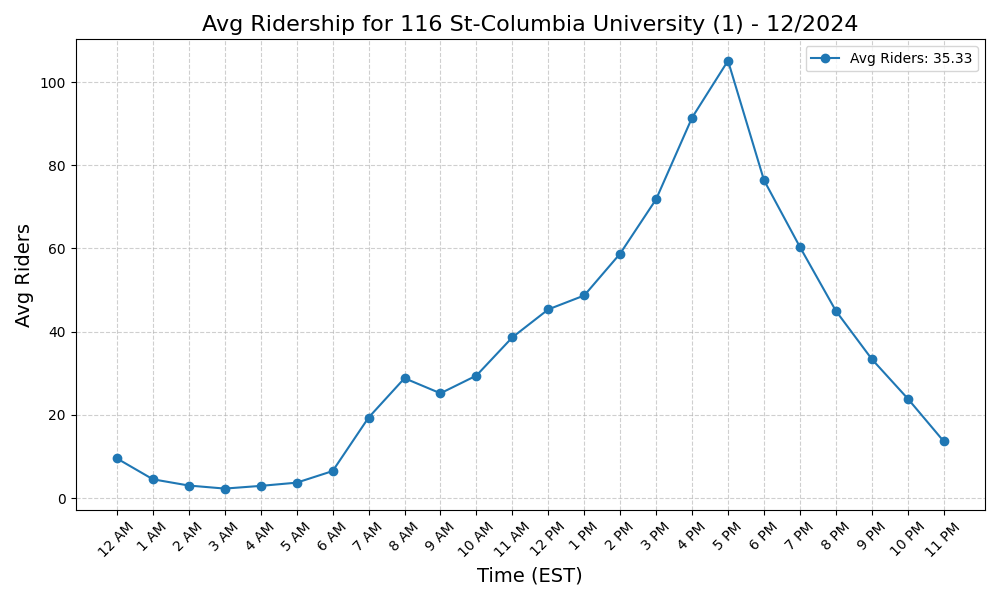 Avg Ridership for 116 St-Columbia University (1) - 12/2024
Avg Riders: 35.33
Avg Riders
100
80
60
40
20
0
12 AM
1 AM
2 AM
3 AM
4 AM
5 AM
6 AM
7 AM
8 AM
9 AM
10 AM
11 AM
12 PM
1 PM
2 PM
3 PM
4 PM
5 PM
6 PM
7 PM
8 PM
9 PM
10 PM
11 PM
Time (EST)